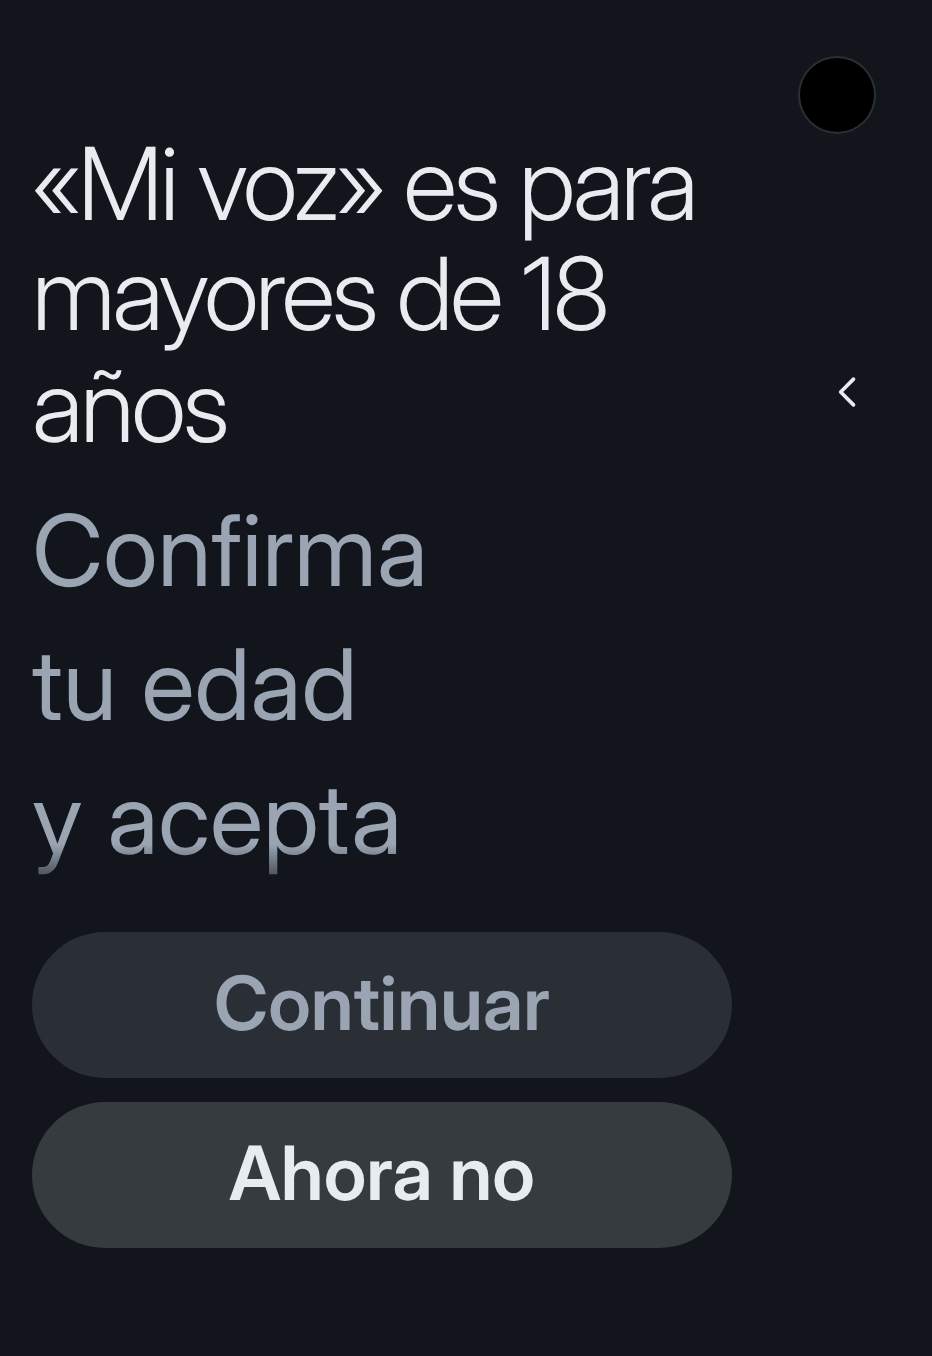 «Mi voz» es para
mayores de 18
años
Confirma
tu edad
y acepta
Continuar
Ahora no